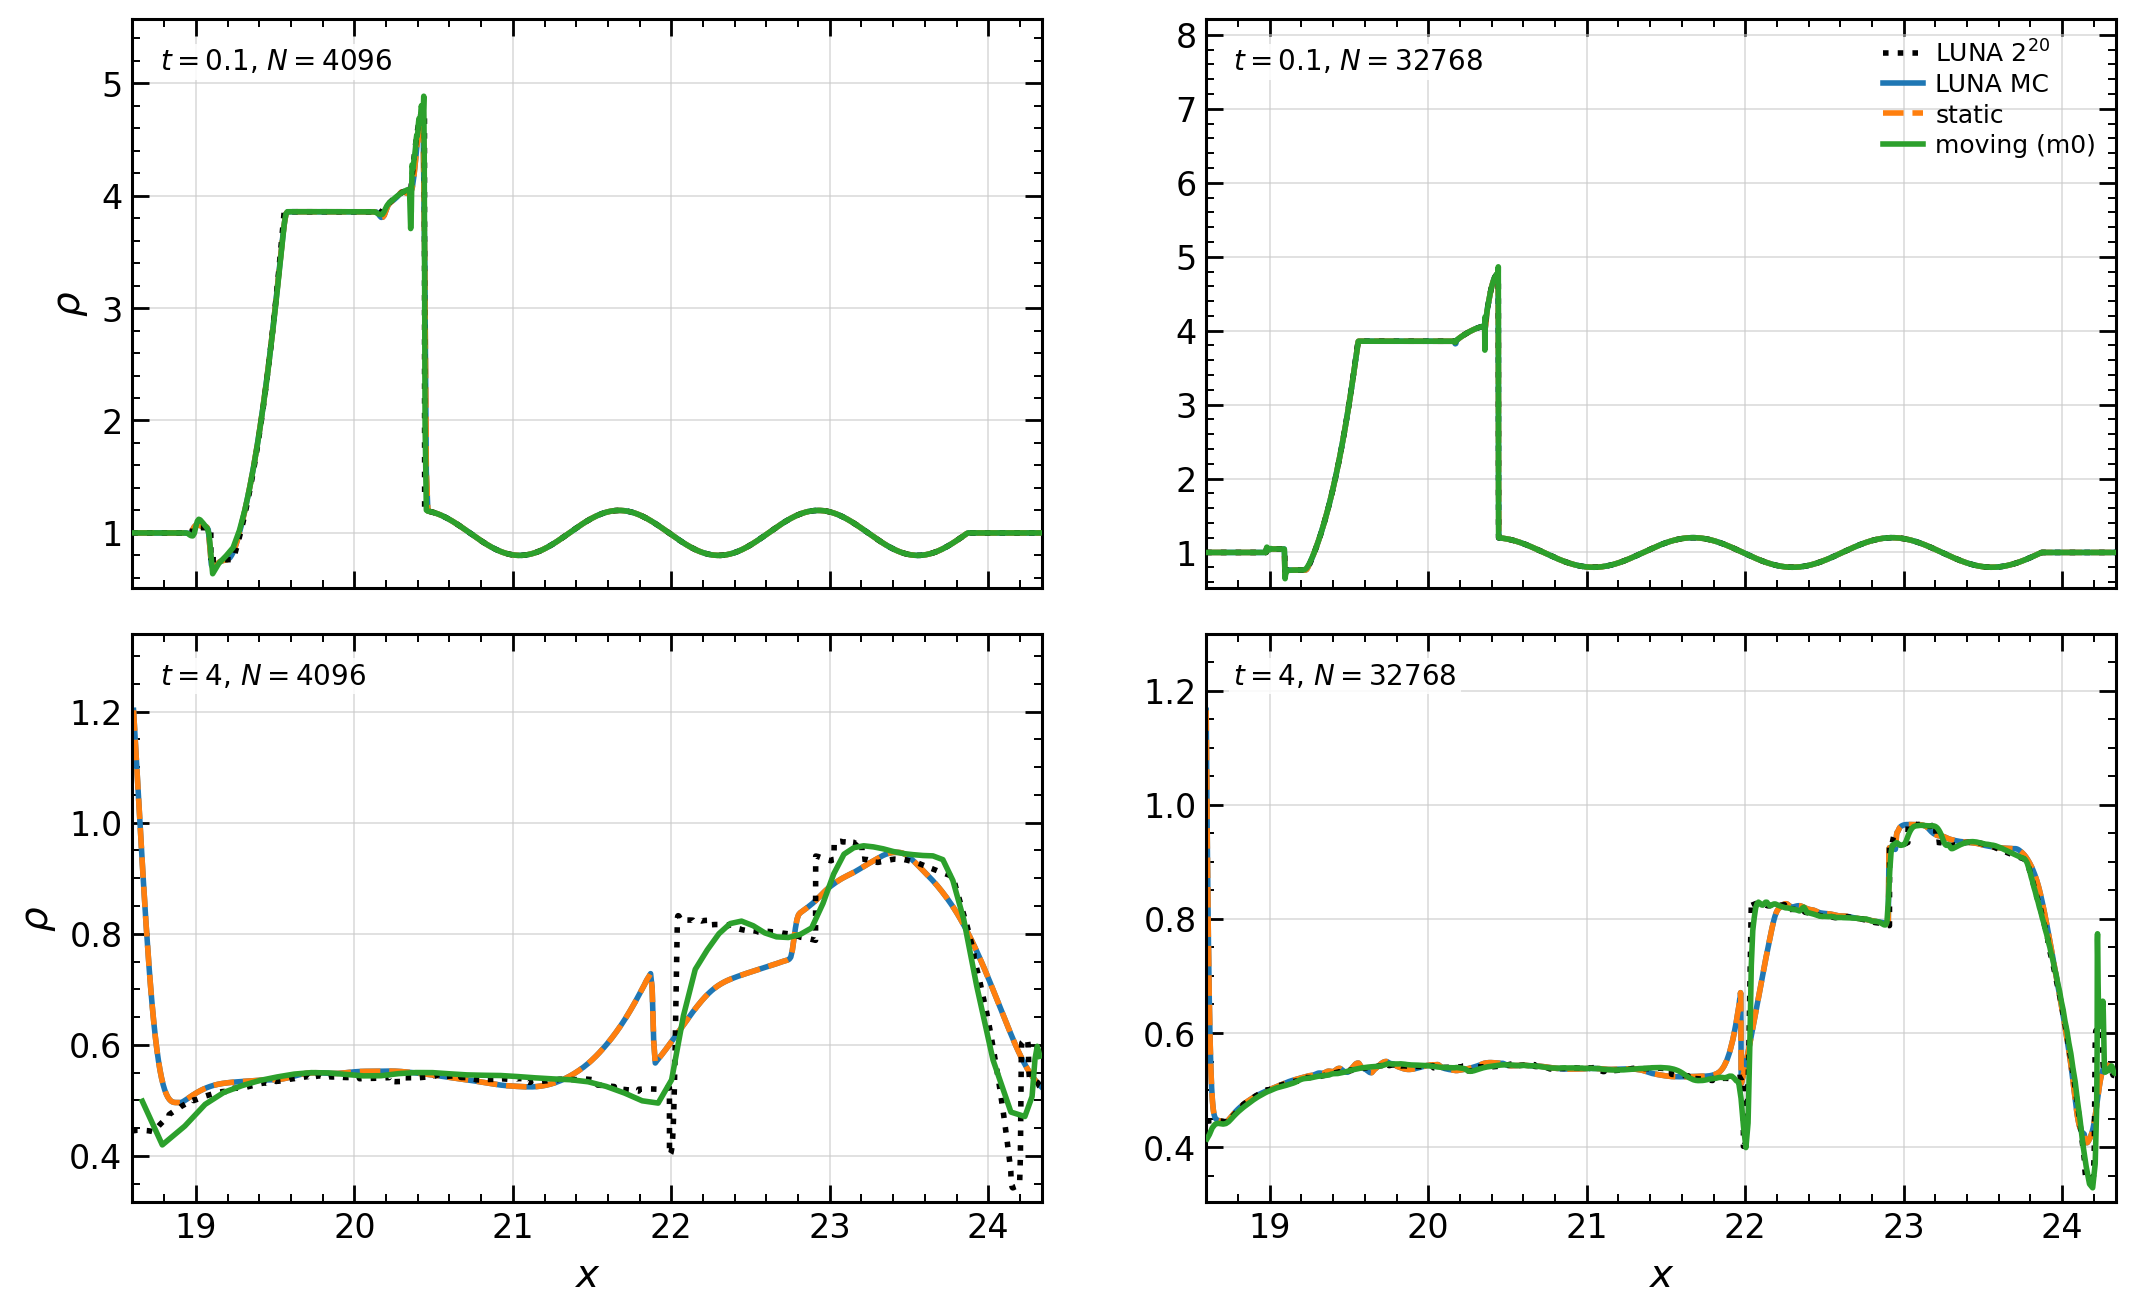 t = 0.1, N = 4096
5
4
3
2
1
ρ
t = 0.1, N = 32768
LUNA 2^20
LUNA MC
static
moving (m0)
8
7
6
5
4
3
2
1
t = 4, N = 4096
1.2
1.0
0.8
0.6
0.4
ρ
19 20 21 22 23 24
x
t = 4, N = 32768
1.2
1.0
0.8
0.6
0.4
19 20 21 22 23 24
x